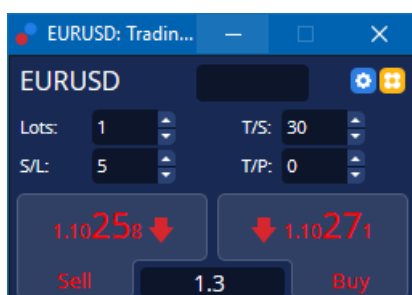 EURUSD: Tradin...
EURUSD
Lots: 1 T/S: 30
S/L: 5 T/P: 0
1.10258 1.10271
Sell 1.3 Buy